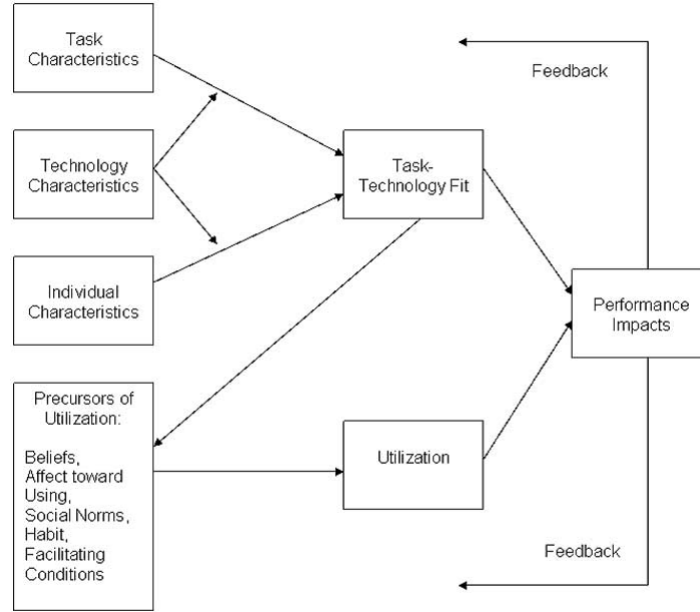 Task
Characteristics
Feedback
Technology
Characteristics
Task-
Technology Fit
Individual
Characteristics
Performance
Impacts
Precursors of
Utilization:
Beliefs,
Affect toward
Using,
Social Norms,
Habit,
Facilitating
Conditions
Utilization
Feedback